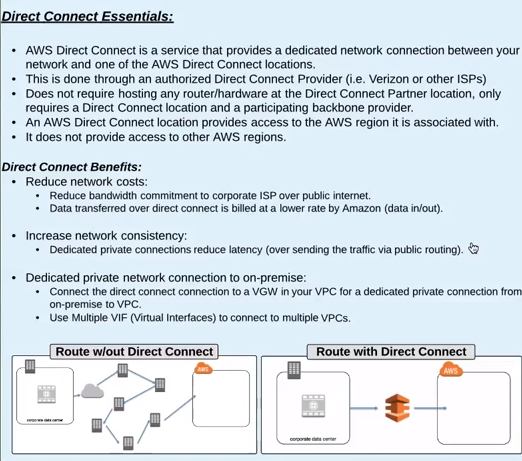 Direct Connect Essentials:
• AWS Direct Connect is a service that provides a dedicated network connection between your
network and one of the AWS Direct Connect locations.
• This is done through an authorized Direct Connect Provider (i.e. Verizon or other ISPs)
• Does not require hosting any router/hardware at the Direct Connect Partner location, only
requires a Direct Connect location and a participating backbone provider.
• An AWS Direct Connect location provides access to the AWS region it is associated with.
• It does not provide access to other AWS regions.
Direct Connect Benefits:
• Reduce network costs:
• Reduce bandwidth commitment to corporate ISP over public internet.
• Data transferred over direct connect is billed at a lower rate by Amazon (data in/out).
• Increase network consistency:
• Dedicated private connections reduce latency (over sending the traffic via public routing).
• Dedicated private network connection to on-premise:
• Connect the direct connect connection to a VGW in your VPC for a dedicated private connection from
on-premise to VPC.
• Use Multiple VIF (Virtual Interfaces) to connect to multiple VPCs.
Route w/out Direct Connect
AWS
corporate data center
Route with Direct Connect
AWS
corporate data center